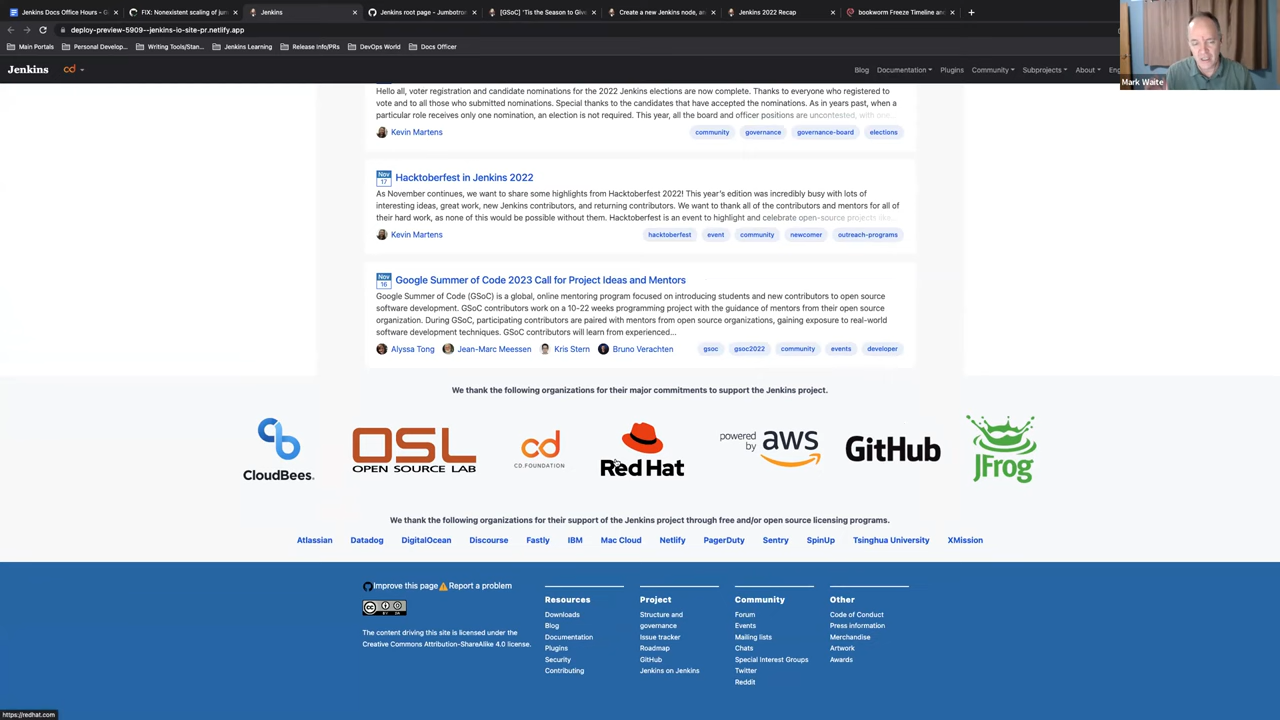 Jenkins Docs Office Hours - G
FIX: Nonexistent scaling of jum
Jenkins
Jenkins root page - Jumbotron
[GSoC] 'Tis the Season to Give
Create a new Jenkins node, an
Jenkins 2022 Recap
bookworm Freeze Timeline and
deploy-preview-5909--jenkins-io-site-pr.netlify.app
Main Portals
Personal Develop...
Writing Tools/Stan...
Jenkins Learning
Release Info/PRs
DevOps World
Docs Officer
Mark Waite
Jenkins
cd
Blog
Documentation
Plugins
Community
Subprojects
About
Eng
Hello all, voter registration and candidate nominations for the 2022 Jenkins elections are now complete. Thanks to everyone who registered to
vote and to all those who submitted nominations. Special thanks to the candidates that have accepted the nominations. As in years past, when a
particular role receives only one nomination, an election is not required. This year, all the board and officer positions are uncontested, with one...
Kevin Martens
community
governance
governance-board
elections
Nov
17
Hacktoberfest in Jenkins 2022
As November continues, we want to share some highlights from Hacktoberfest 2022! This year's edition was incredibly busy with lots of
interesting ideas, great work, new Jenkins contributors, and returning contributors. We want to thank all of the contributors and mentors for all of
their hard work, as none of this would be possible without them. Hacktoberfest is an event to highlight and celebrate open-source projects like...
Kevin Martens
hacktoberfest
event
community
newcomer
outreach-programs
Nov
16
Google Summer of Code 2023 Call for Project Ideas and Mentors
Google Summer of Code (GSoC) is a global, online mentoring program focused on introducing students and new contributors to open source
software development. GSoC contributors work on a 10-22 weeks programming project with the guidance of mentors from their open source
organization. During GSoC, participating contributors are paired with mentors from open source organizations, gaining exposure to real-world
software development techniques. GSoC contributors will learn from experienced...
Alyssa Tong
Jean-Marc Meessen
Kris Stern
Bruno Verachten
gsoc
gsoc2022
community
events
developer
We thank the following organizations for their major commitments to support the Jenkins project.
CloudBees.
OSL
OPEN SOURCE LAB
cd
CD.FOUNDATION
Red Hat
powered
by
aws
GitHub
JFrog
We thank the following organizations for their support of the Jenkins project through free and/or open source licensing programs.
Atlassian
Datadog
DigitalOcean
Discourse
Fastly
IBM
Mac Cloud
Netlify
PagerDuty
Sentry
SpinUp
Tsinghua University
XMission
Improve this page
Report a problem
The content driving this site is licensed under the
Creative Commons Attribution-ShareAlike 4.0 license.
Resources
Downloads
Blog
Documentation
Plugins
Security
Contributing
Project
Structure and
governance
Issue tracker
Roadmap
GitHub
Jenkins on Jenkins
Community
Forum
Events
Mailing lists
Chats
Special Interest Groups
Twitter
Reddit
Other
Code of Conduct
Press information
Merchandise
Artwork
Awards
https://redhat.com